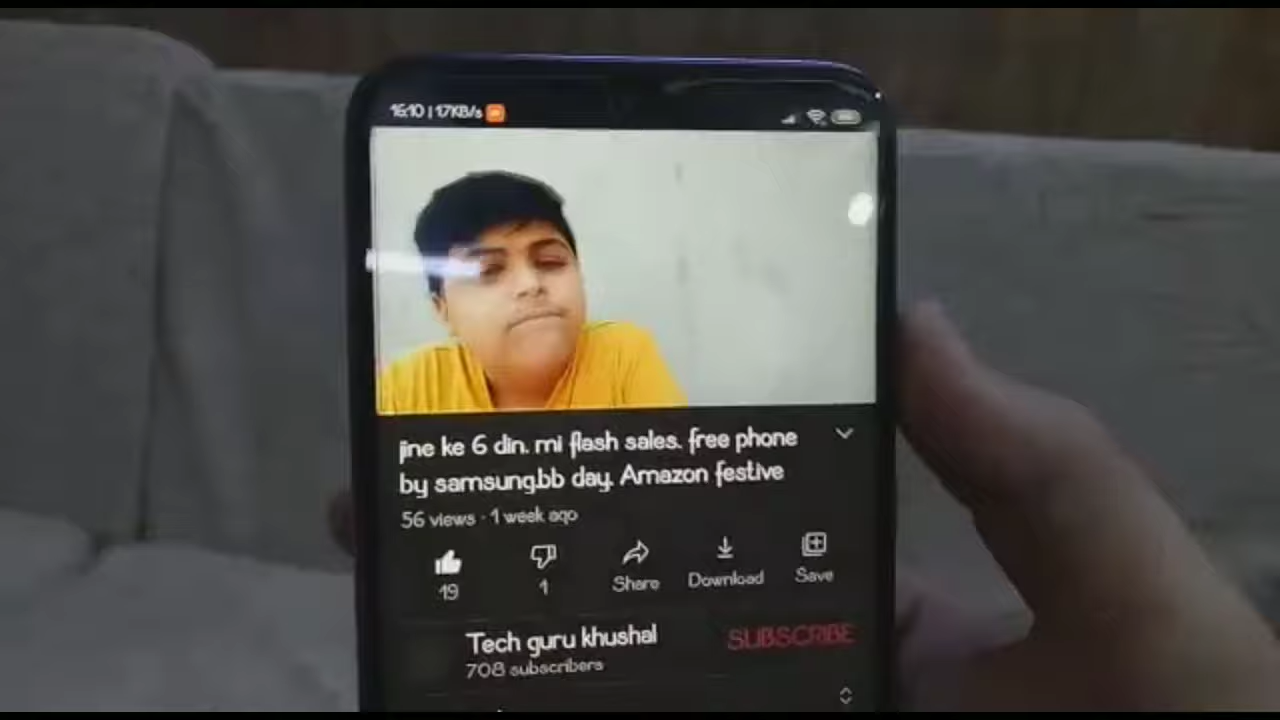 16:10 | 17KB/s
jine ke 6 din. mi flash sales. free phone
by samsung.bb day. Amazon festive
56 views · 1 week ago
19
1
Share
Download
Save
Tech guru khushal
SUBSCRIBE
708 subscribers